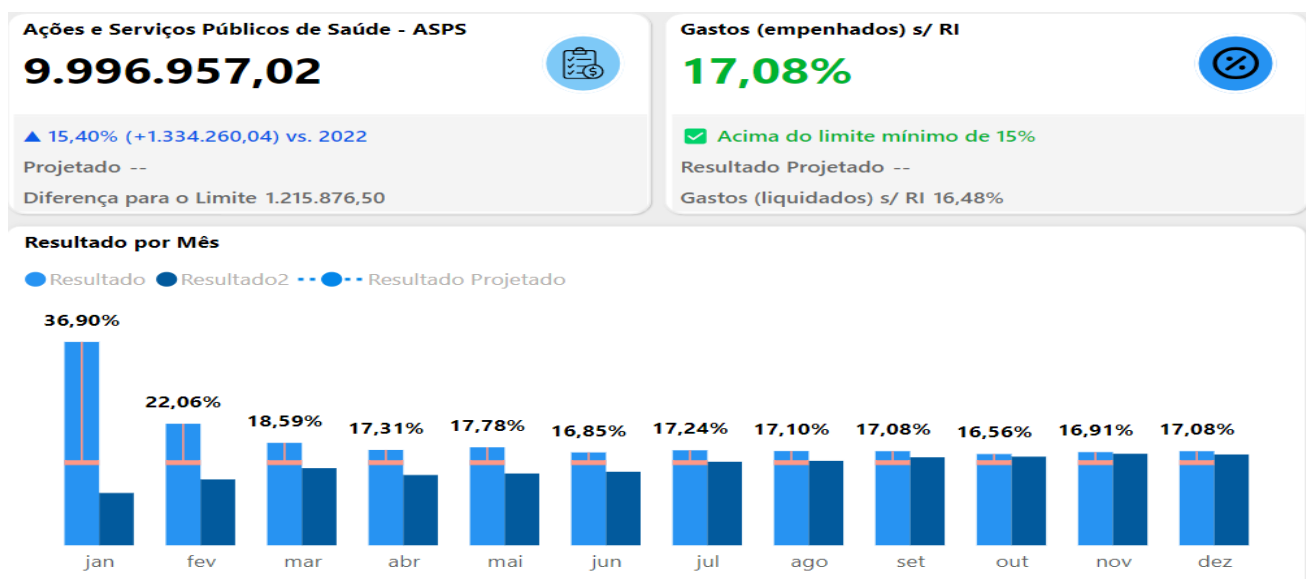 Ações e Serviços Públicos de Saúde - ASPS
9.996.957,02
▲ 15,40% (+1.334.260,04) vs. 2022
Projetado --
Diferença para o Limite 1.215.876,50
Gastos (empenhados) s/ RI
17,08%
Acima do limite mínimo de 15%
Resultado Projetado --
Gastos (liquidados) s/ RI 16,48%
Resultado por Mês
Resultado Resultado2 Resultado Projetado
36,90% 22,06% 18,59% 17,31% 17,78% 16,85% 17,24% 17,10% 17,08% 16,56% 16,91% 17,08%
jan fev mar abr mai jun jul ago set out nov dez